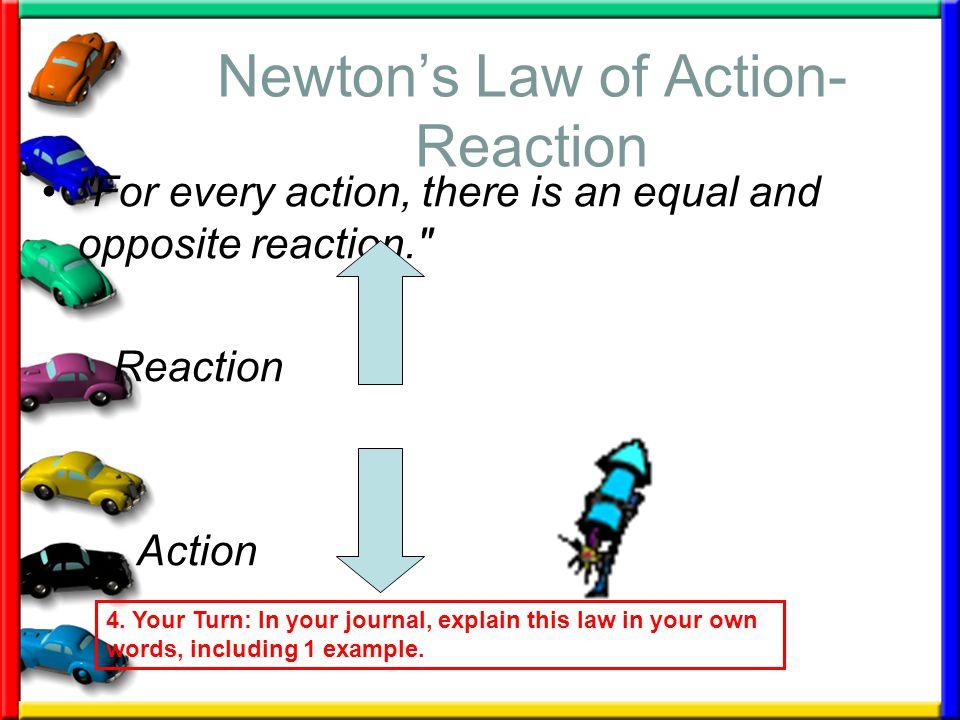 Newton’s Law of Action-
Reaction
• "For every action, there is an equal and
opposite reaction."
Reaction
Action
4. Your Turn: In your journal, explain this law in your own
words, including 1 example.